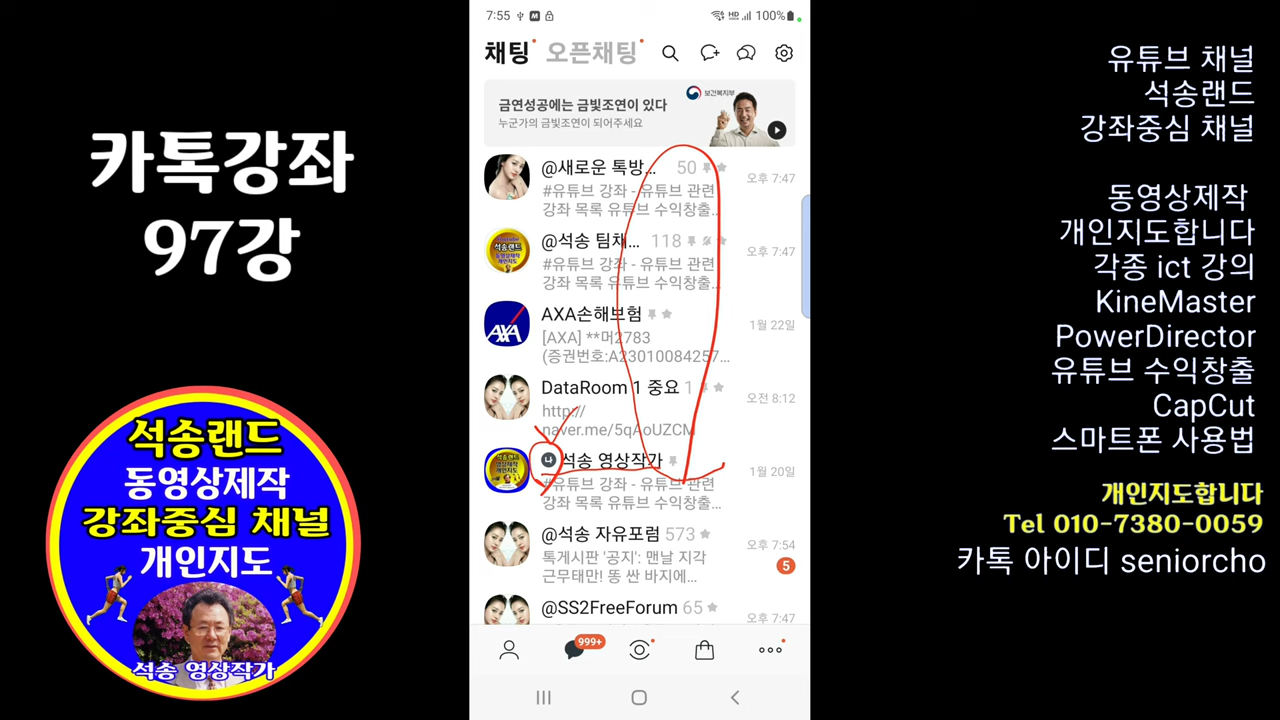 카톡강좌
97강
석송랜드
동영상제작
강좌중심 채널
개인지도
석송 영상작가
7:55
HD
100%
채팅 오픈채팅
금연성공에는 금빛조연이 있다
누군가의 금빛조연이 되어주세요
보건복지부
@새로운 톡방... 50
오후 7:47
#유튜브 강좌 - 유튜브 관련
강좌 목록 유튜브 수익창출...
@석송 팀채... 118
오후 7:47
#유튜브 강좌 - 유튜브 관련
강좌 목록 유튜브 수익창출...
AXA손해보험
1월 22일
[AXA] **머2783
(증권번호:A23010084257...
AXA
DataRoom 1 중요 1
오전 8:12
http://
naver.me/5qAoUZCM
나 석송 영상작가
1월 20일
#유튜브 강좌 - 유튜브 관련
강좌 목록 유튜브 수익창출...
@석송 자유포럼 573
오후 7:54
톡게시판 '공지': 맨날 지각
근무태만! 똥 싼 바지에...
5
@SS2FreeForum 65
오후 7:47
999+
유튜브 채널
석송랜드
강좌중심 채널
동영상제작
개인지도합니다
각종 ict 강의
KineMaster
PowerDirector
유튜브 수익창출
CapCut
스마트폰 사용법
개인지도합니다
Tel 010-7380-0059
카톡 아이디 seniorcho